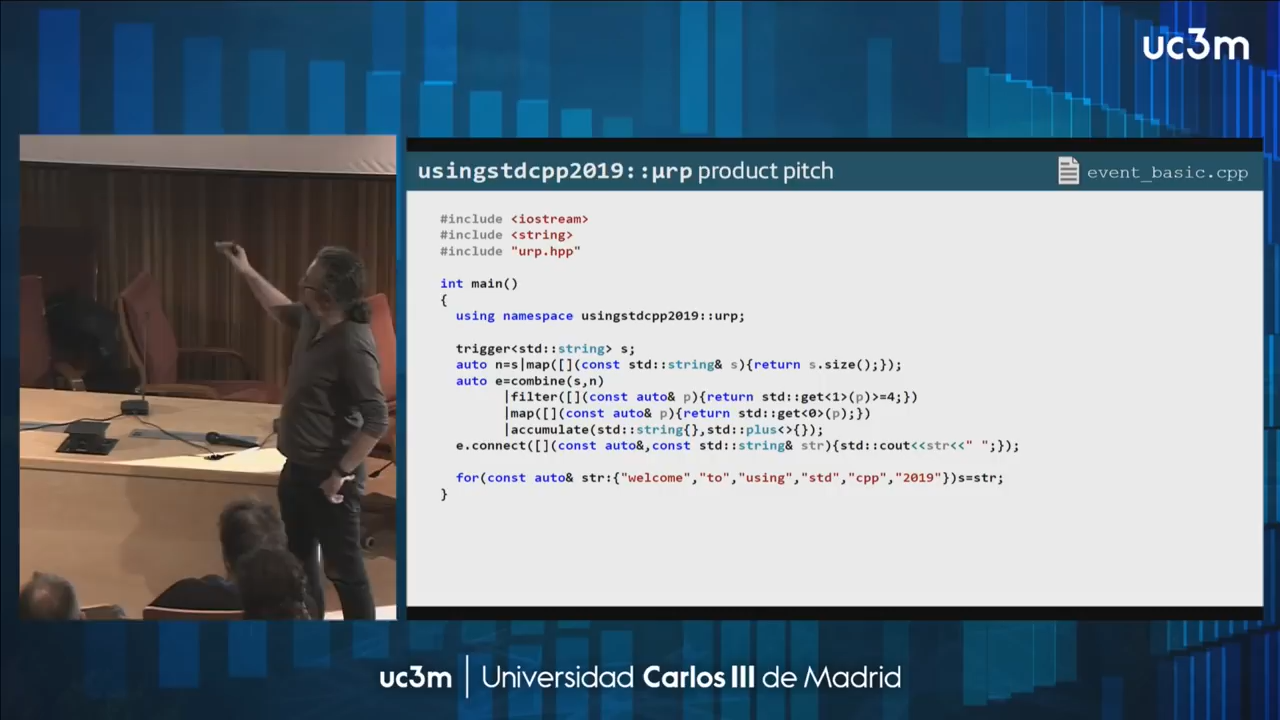 uc3m
usingstdcpp2019::μrp product pitch
event_basic.cpp
#include <iostream>
#include <string>
#include "urp.hpp"
int main()
{
using namespace usingstdcpp2019::urp;
trigger<std::string> s;
auto n=s|map([](const std::string& s){return s.size();});
auto e=combine(s,n)
|filter([](const auto& p){return std::get<1>(p)>=4;})
|map([](const auto& p){return std::get<0>(p);})
|accumulate(std::string{},std::plus<>{});
e.connect([](const auto&,const std::string& str){std::cout<<str<<" ";});
for(const auto& str:{"welcome","to","using","std","cpp","2019"})s=str;
}
uc3m | Universidad Carlos III de Madrid